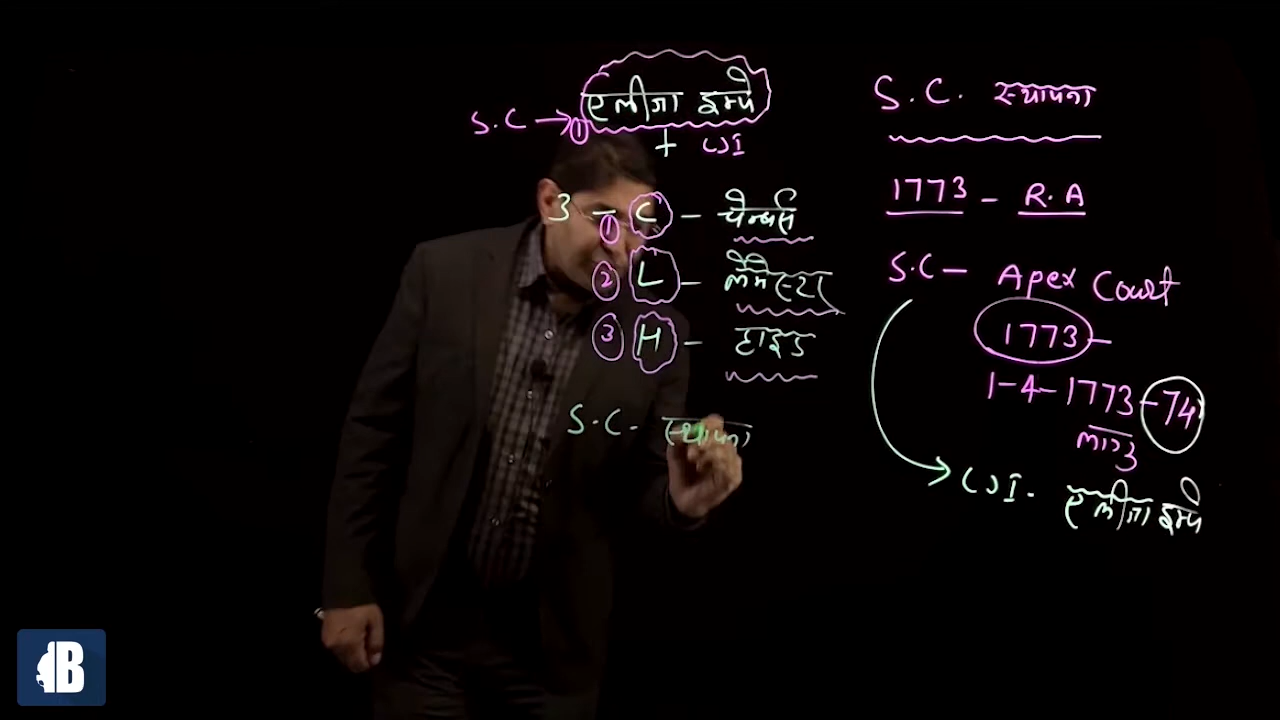 S.C → ① एलीजा इम्पे
+ CJI
3 – ① C – चेम्बर्स
② L – लेमेस्टा
③ H – हाइड
S.C. स्थापना
S.C. स्थापना
1773 – R.A
S.C – Apex Court
1773 –
1-4-1773-74
CJI. एलीजा इम्पे
B